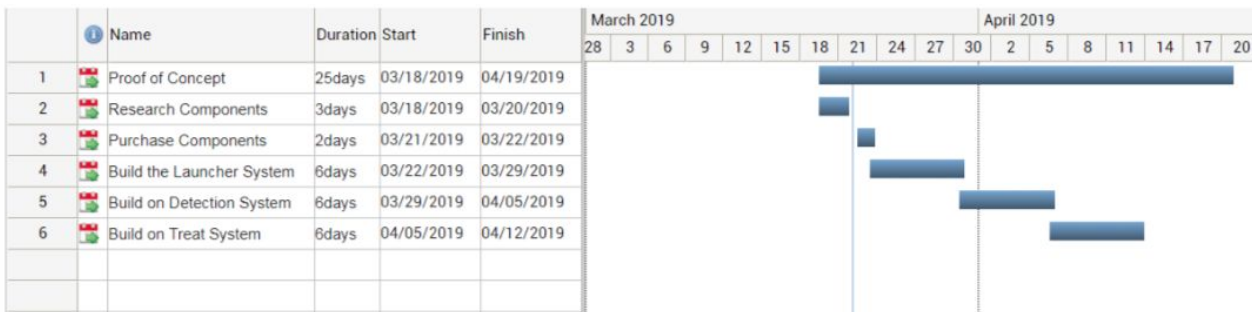 Name Duration Start Finish March 2019 April 2019
28 3 6 9 12 15 18 21 24 27 30 2 5 8 11 14 17 20
1 Proof of Concept 25days 03/18/2019 04/19/2019
2 Research Components 3days 03/18/2019 03/20/2019
3 Purchase Components 2days 03/21/2019 03/22/2019
4 Build the Launcher System 6days 03/22/2019 03/29/2019
5 Build on Detection System 6days 03/29/2019 04/05/2019
6 Build on Treat System 6days 04/05/2019 04/12/2019